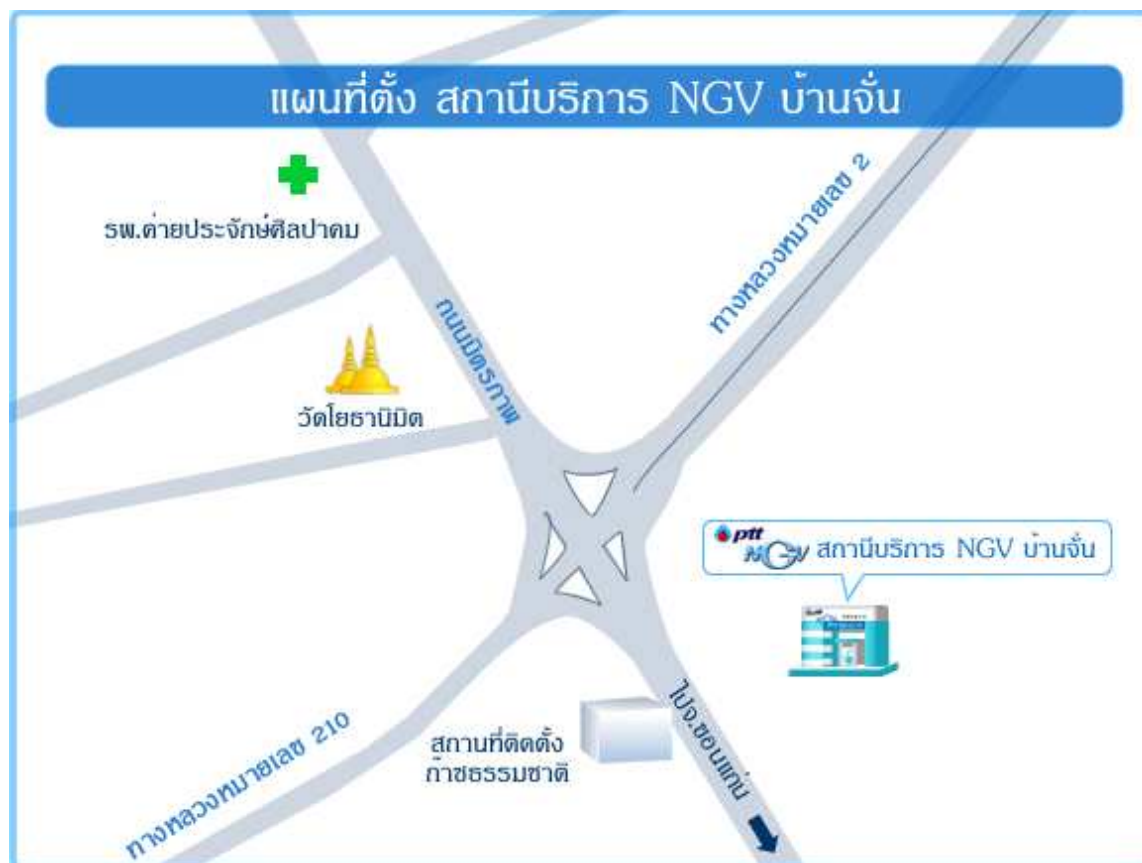 แผนที่ตั้ง สถานีบริการ NGV บ้านจั่น
รพ.ค่ายประจักษ์ศิลปาคม
ทางหลวงหมายเลข 2
ถนนมิตรภาพ
วัดโยธานิมิต
ptt
NGV สถานีบริการ NGV บ้านจั่น
สถานที่ติดตั้ง
ก๊าซธรรมชาติ
ไปจ.ขอนแก่น
ทางหลวงหมายเลข 210